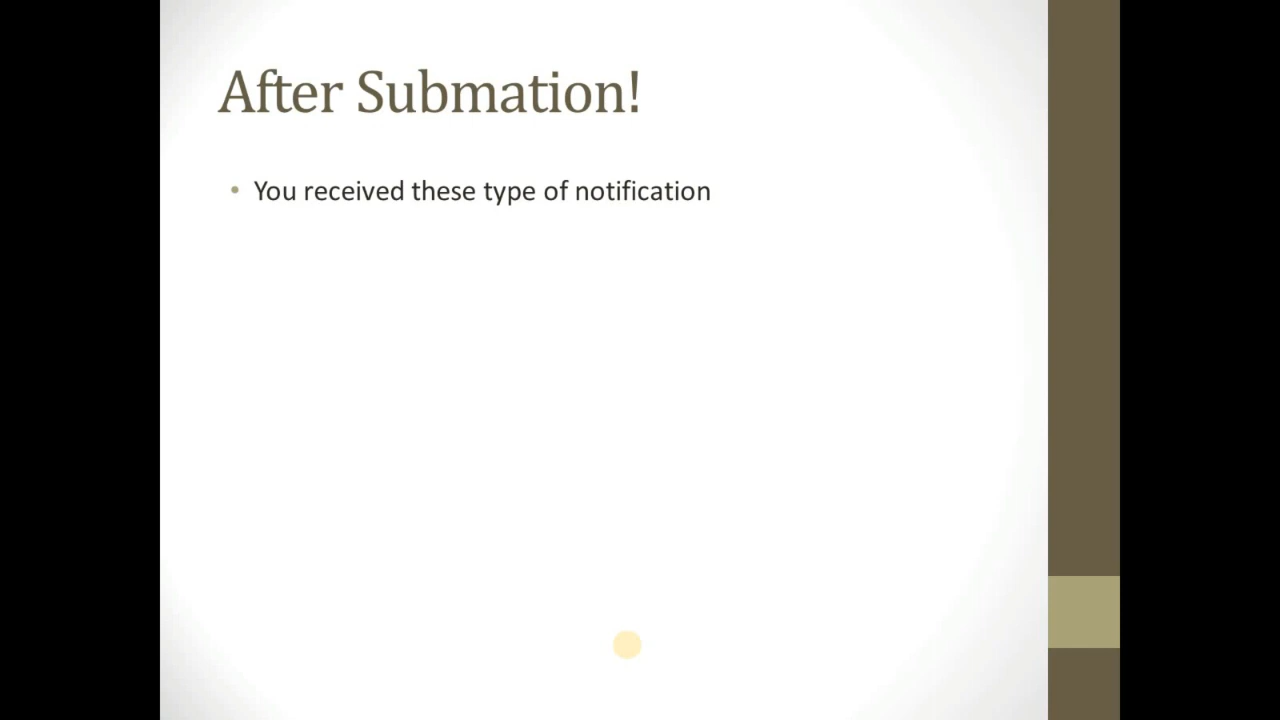 After Submation!
• You received these type of notification